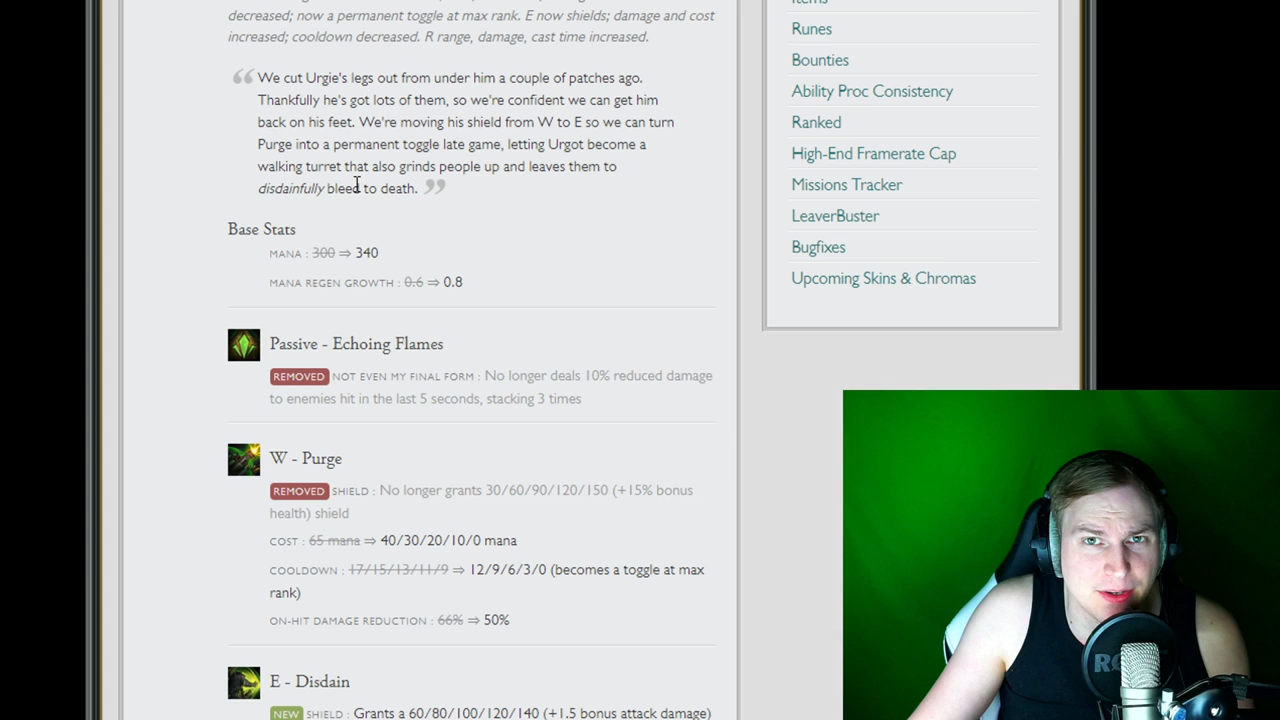 decreased; now a permanent toggle at max rank. E now shields; damage and cost
increased; cooldown decreased. R range, damage, cast time increased.
“ We cut Urgie's legs out from under him a couple of patches ago.
Thankfully he's got lots of them, so we're confident we can get him
back on his feet. We're moving his shield from W to E so we can turn
Purge into a permanent toggle late game, letting Urgot become a
walking turret that also grinds people up and leaves them to
disdainfully bleed to death. ”
Base Stats
MANA : 300 ⇒ 340
MANA REGEN GROWTH : 0.6 ⇒ 0.8
Passive - Echoing Flames
REMOVED NOT EVEN MY FINAL FORM : No longer deals 10% reduced damage
to enemies hit in the last 5 seconds, stacking 3 times
W - Purge
REMOVED SHIELD : No longer grants 30/60/90/120/150 (+15% bonus
health) shield
COST : 65 mana ⇒ 40/30/20/10/0 mana
COOLDOWN : 17/15/13/11/9 ⇒ 12/9/6/3/0 (becomes a toggle at max
rank)
ON-HIT DAMAGE REDUCTION : 66% ⇒ 50%
E - Disdain
NEW SHIELD : Grants a 60/80/100/120/140 (+1.5 bonus attack damage)
Items
Runes
Bounties
Ability Proc Consistency
Ranked
High-End Framerate Cap
Missions Tracker
LeaverBuster
Bugfixes
Upcoming Skins & Chromas